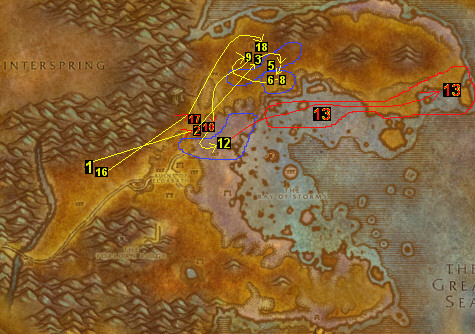 18
9 3 5
6 8
INTERSPRING
13
13
17
2 10
12
1
16
THE
BAY OF STORMS
THE
GREA
SEA